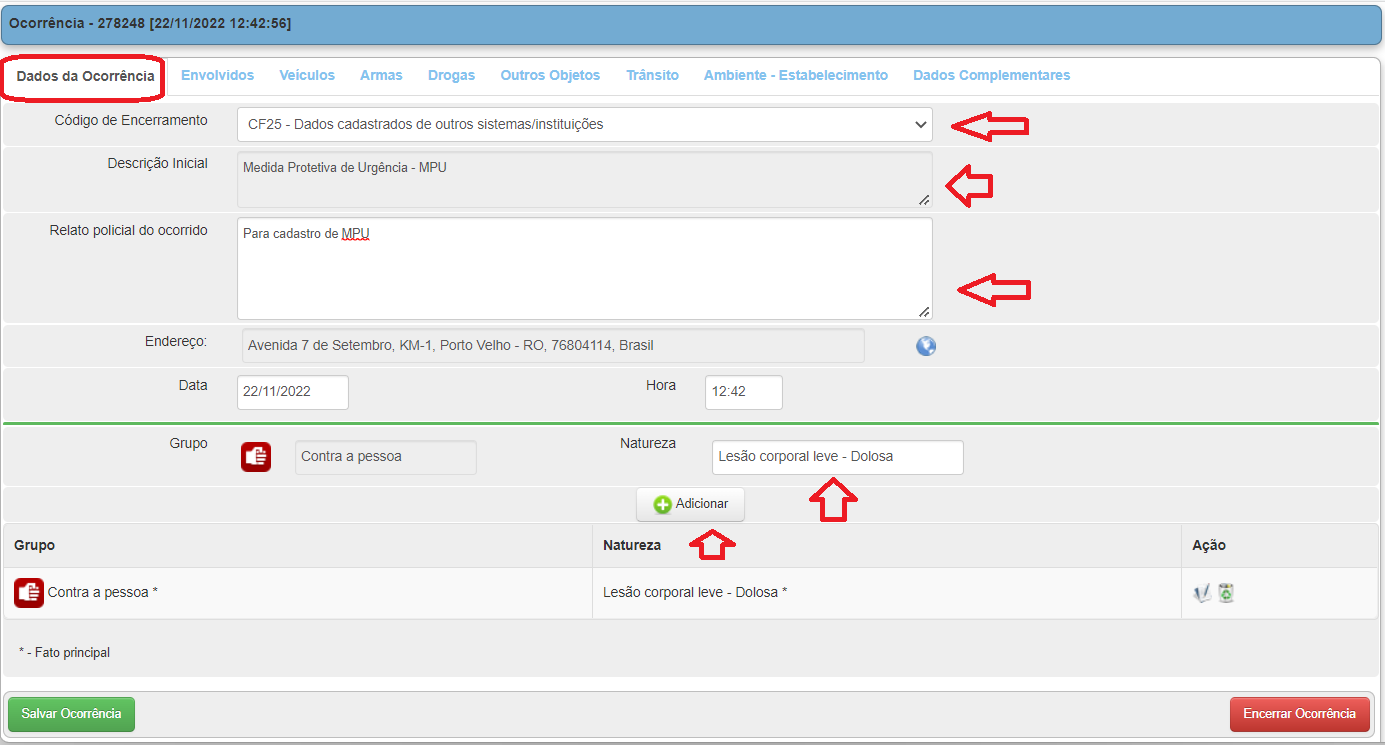 Ocorrência - 278248 [22/11/2022 12:42:56]
Dados da Ocorrência Envolvidos Veículos Armas Drogas Outros Objetos Trânsito Ambiente - Estabelecimento Dados Complementares
Código de Encerramento CF25 - Dados cadastrados de outros sistemas/instituições
Descrição Inicial Medida Protetiva de Urgência - MPU
Relato policial do ocorrido Para cadastro de MPU
Endereço: Avenida 7 de Setembro, KM-1, Porto Velho - RO, 76804114, Brasil
Data 22/11/2022 Hora 12:42
Grupo Contra a pessoa Natureza Lesão corporal leve - Dolosa
Adicionar
Grupo Natureza Ação
Contra a pessoa * Lesão corporal leve - Dolosa *
* - Fato principal
Salvar Ocorrência Encerrar Ocorrência